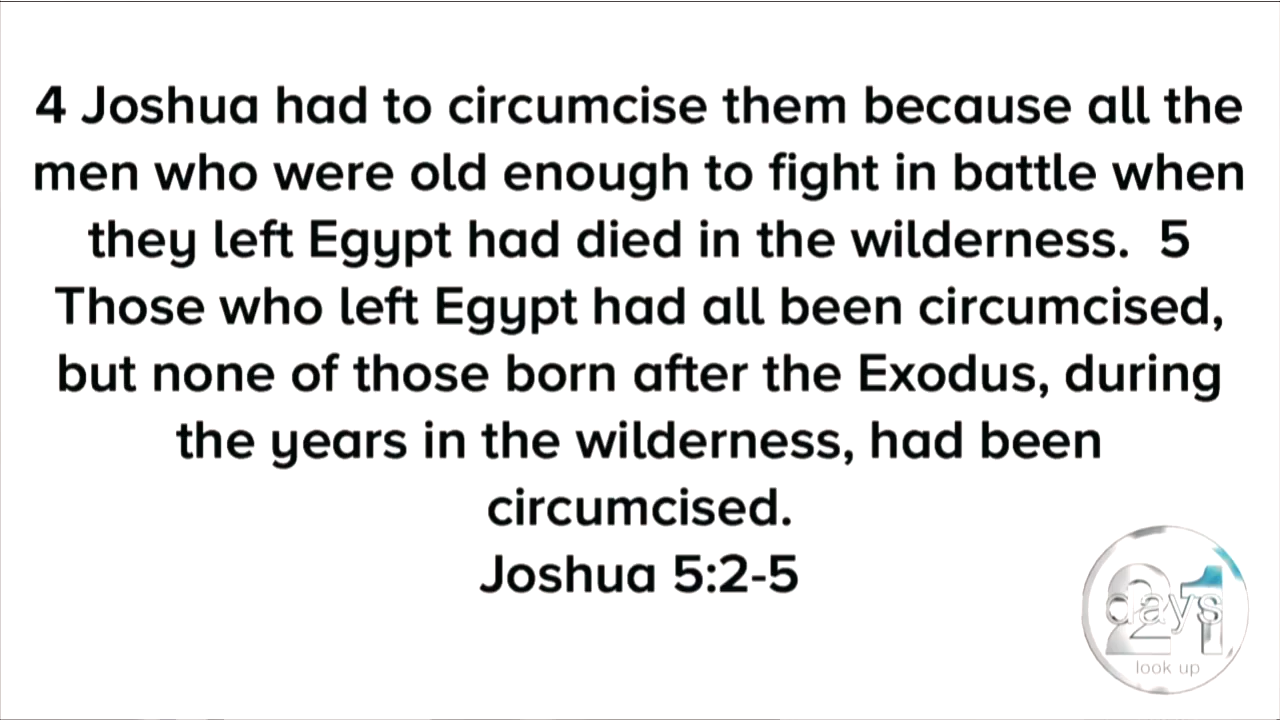 4 Joshua had to circumcise them because all the
men who were old enough to fight in battle when
they left Egypt had died in the wilderness.  5
Those who left Egypt had all been circumcised,
but none of those born after the Exodus, during
the years in the wilderness, had been
circumcised.
Joshua 5:2-5
21
days
look up